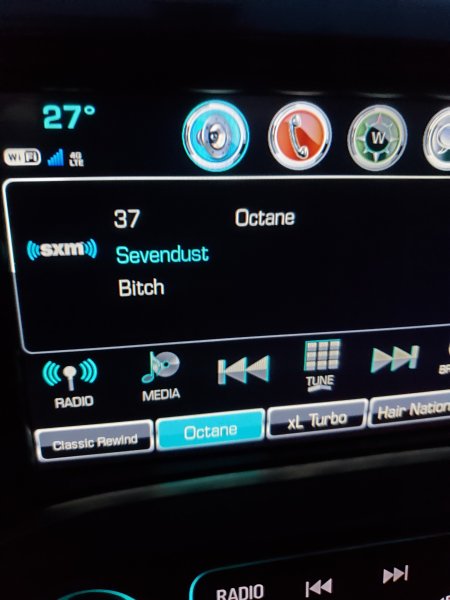 27°
WiFi 4G LTE
W
37 Octane
((sxm))
Sevendust
Bitch
RADIO MEDIA TUNE
Classic Rewind Octane xL Turbo Hair Nation
RADIO